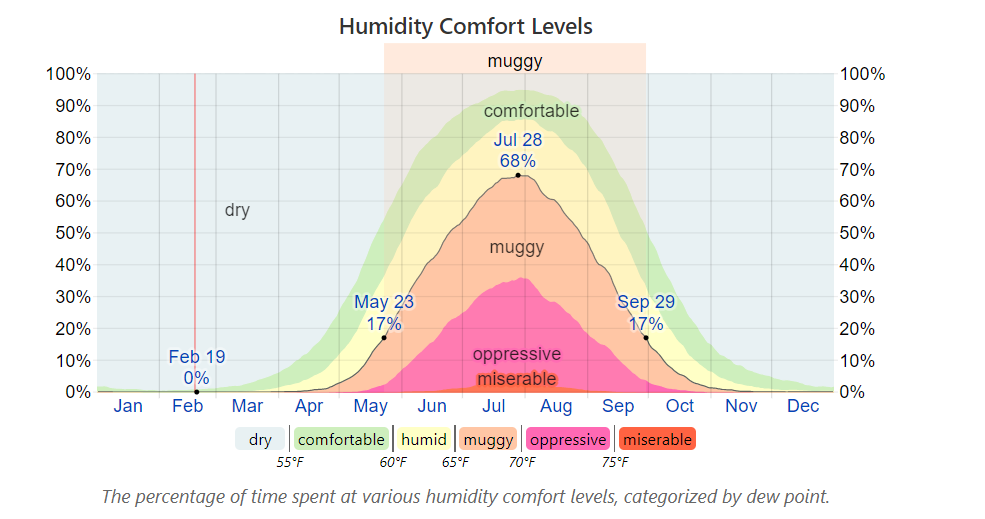 Humidity Comfort Levels
muggy
100% 100%
90% comfortable 90%
80% Jul 28 80%
70% 68% 70%
60% dry 60%
50% 50%
40% muggy 40%
30% May 23 Sep 29 30%
20% 17% 17% 20%
10% Feb 19 oppressive 10%
0% 0% miserable 0%
Jan Feb Mar Apr May Jun Jul Aug Sep Oct Nov Dec
dry comfortable humid muggy oppressive miserable
55°F 60°F 65°F 70°F 75°F
The percentage of time spent at various humidity comfort levels, categorized by dew point.